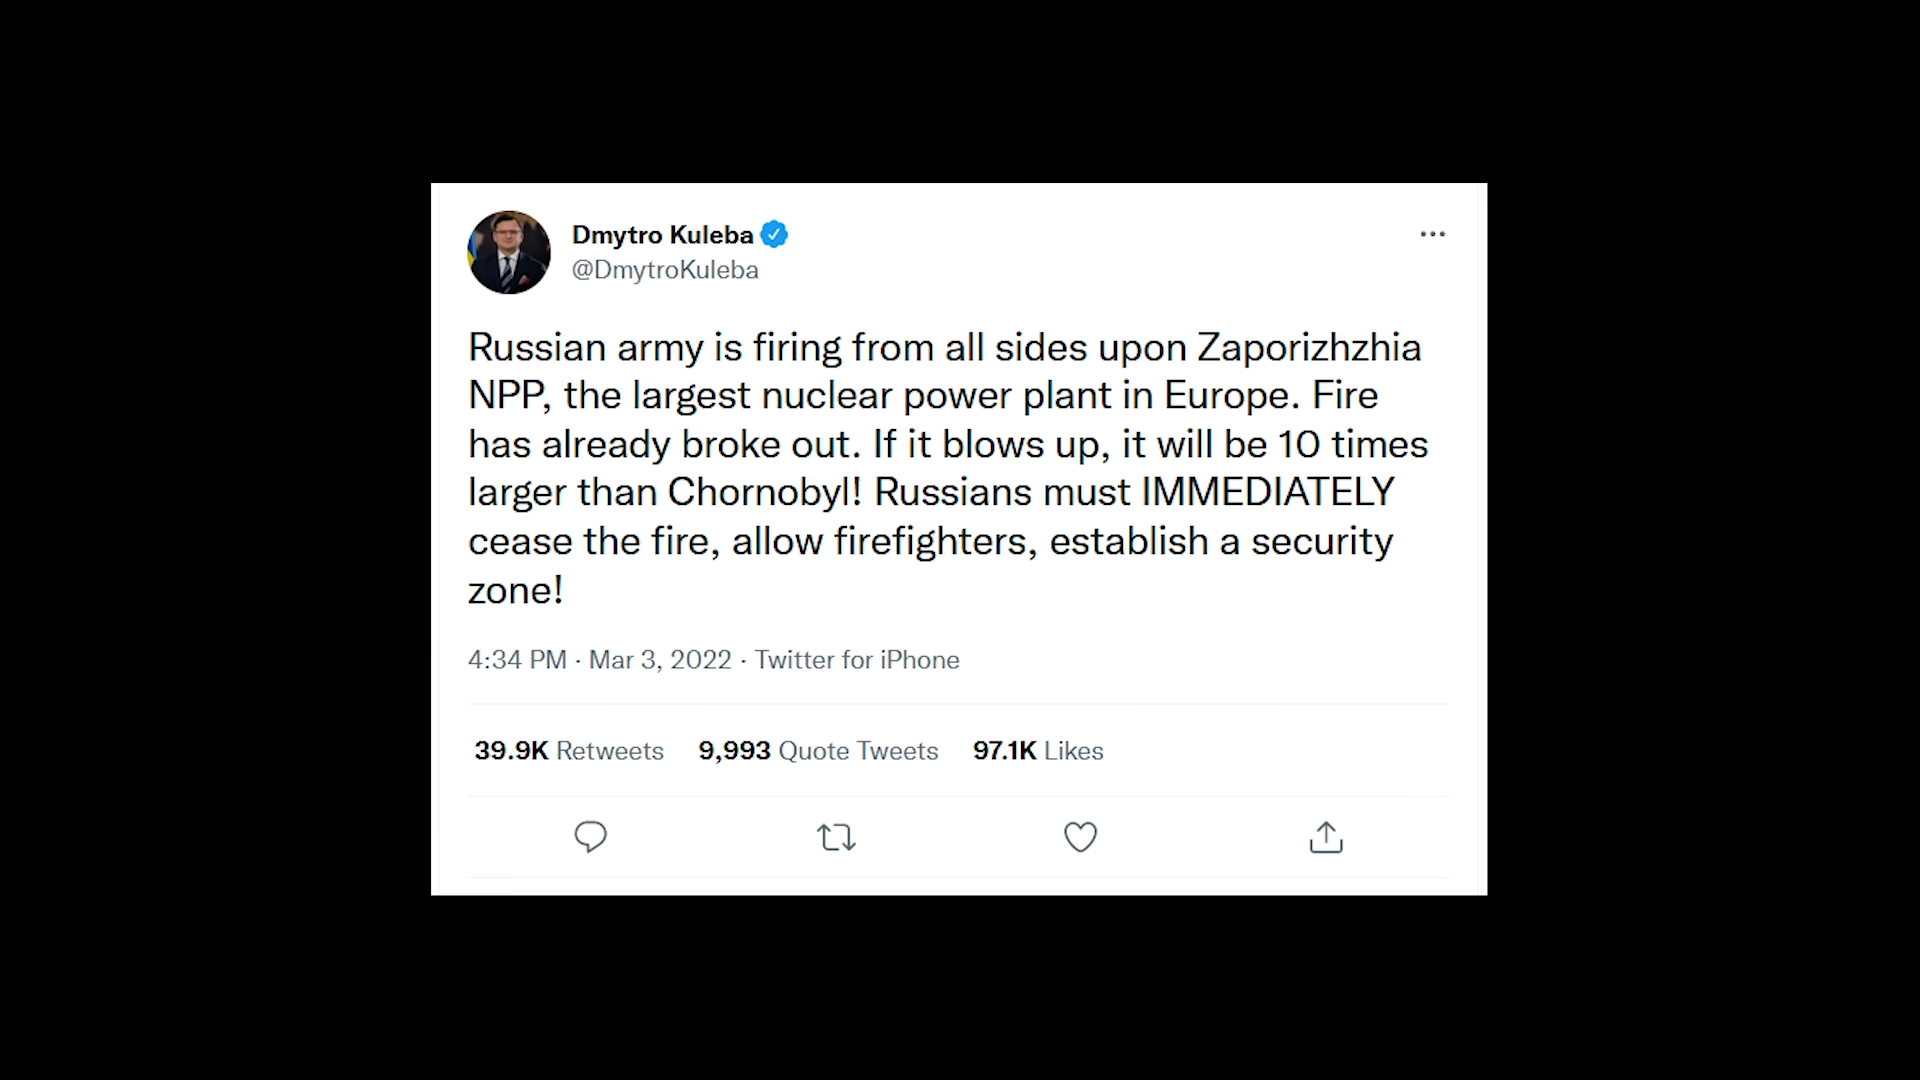 Dmytro Kuleba
@DmytroKuleba
Russian army is firing from all sides upon Zaporizhzhia
NPP, the largest nuclear power plant in Europe. Fire
has already broke out. If it blows up, it will be 10 times
larger than Chornobyl! Russians must IMMEDIATELY
cease the fire, allow firefighters, establish a security
zone!
4:34 PM · Mar 3, 2022 · Twitter for iPhone
39.9K Retweets 9,993 Quote Tweets 97.1K Likes